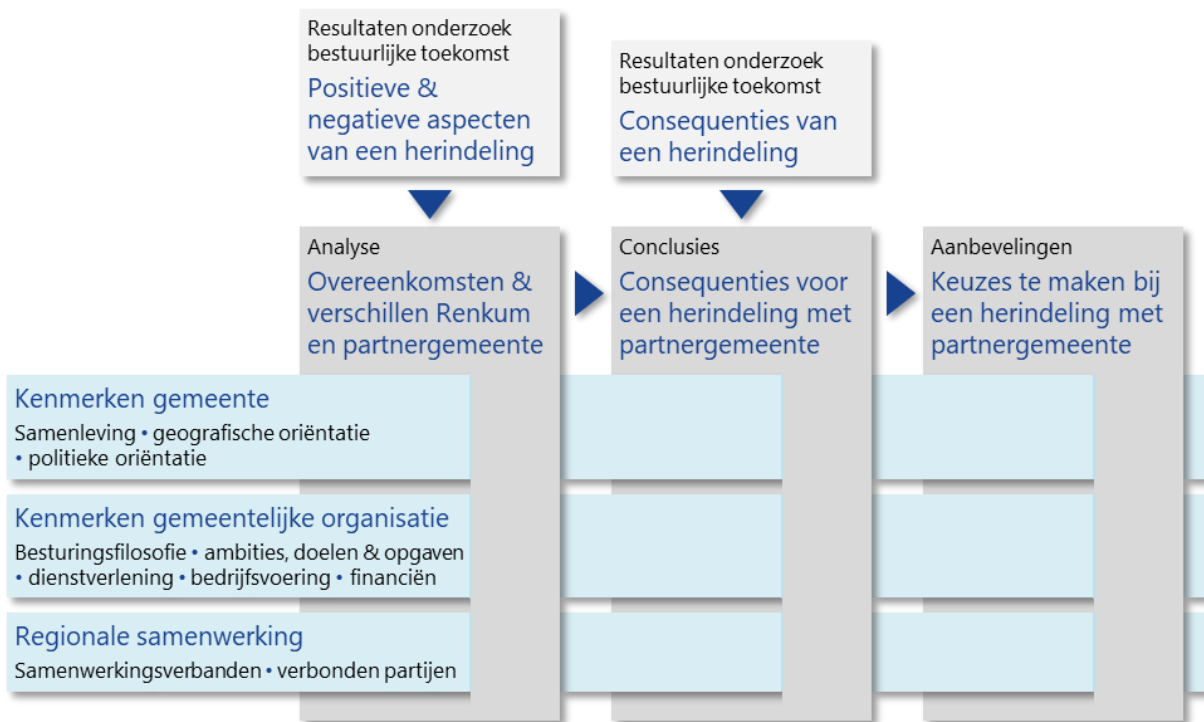 Resultaten onderzoek
bestuurlijke toekomst
Positieve &
negatieve aspecten
van een herindeling
Resultaten onderzoek
bestuurlijke toekomst
Consequenties van
een herindeling
Analyse
Overeenkomsten &
verschillen Renkum
en partnergemeente
Conclusies
Consequenties voor
een herindeling met
partnergemeente
Aanbevelingen
Keuzes te maken bij
een herindeling met
partnergemeente
Kenmerken gemeente
Samenleving • geografische oriëntatie
• politieke oriëntatie
Kenmerken gemeentelijke organisatie
Besturingsfilosofie • ambities, doelen & opgaven
• dienstverlening • bedrijfsvoering • financiën
Regionale samenwerking
Samenwerkingsverbanden • verbonden partijen